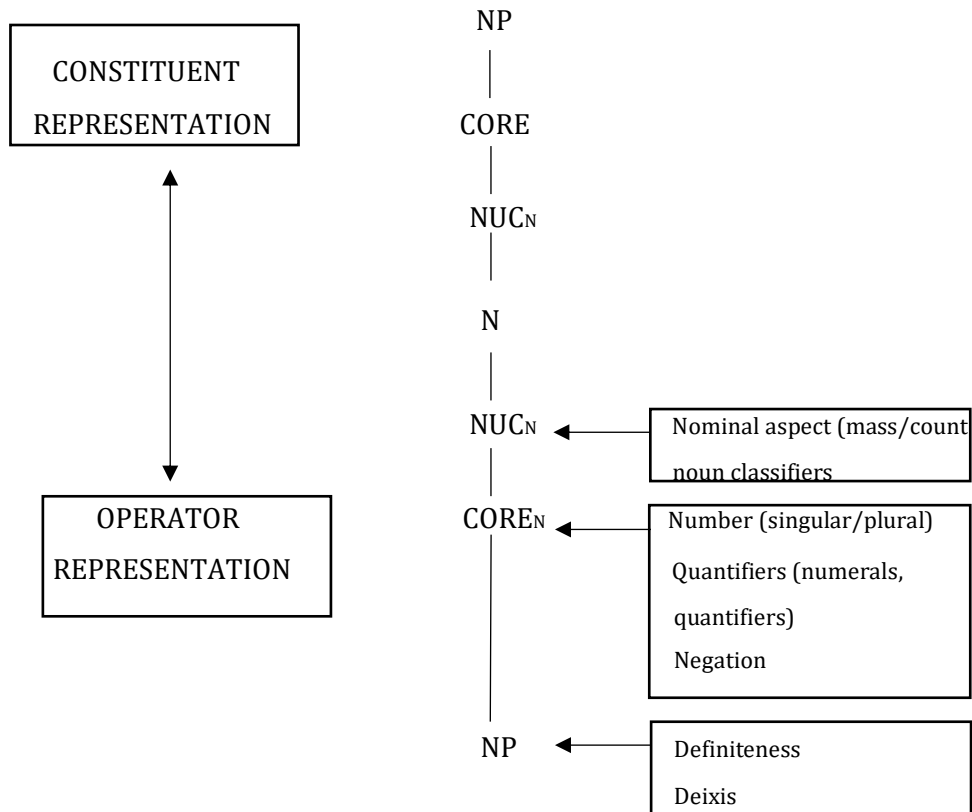 NP
CONSTITUENT
REPRESENTATION
CORE
NUCN
N
NUCN
Nominal aspect (mass/count
noun classifiers
OPERATOR
REPRESENTATION
COREN
Number (singular/plural)
Quantifiers (numerals,
quantifiers)
Negation
NP
Definiteness
Deixis